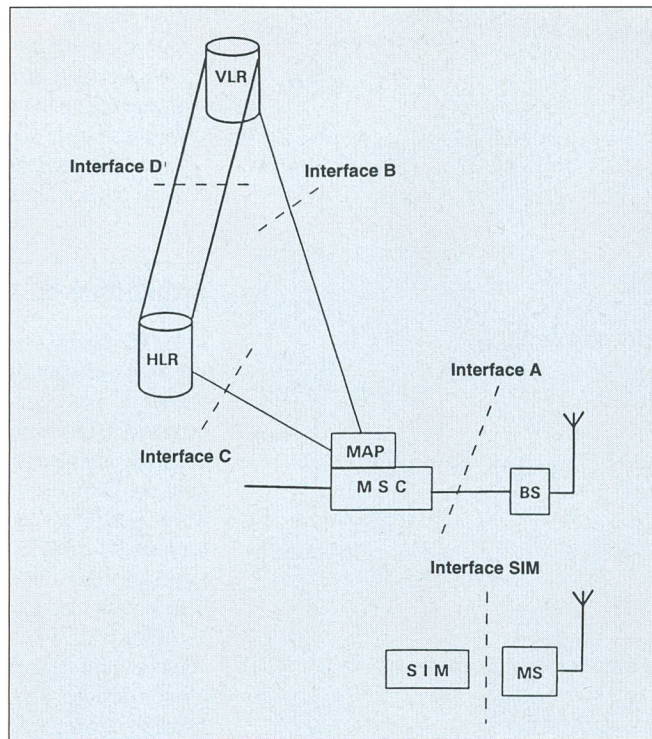 VLR
Interface D'
Interface B
HLR
Interface A
Interface C
MAP
M S C
BS
Interface SIM
S I M
MS